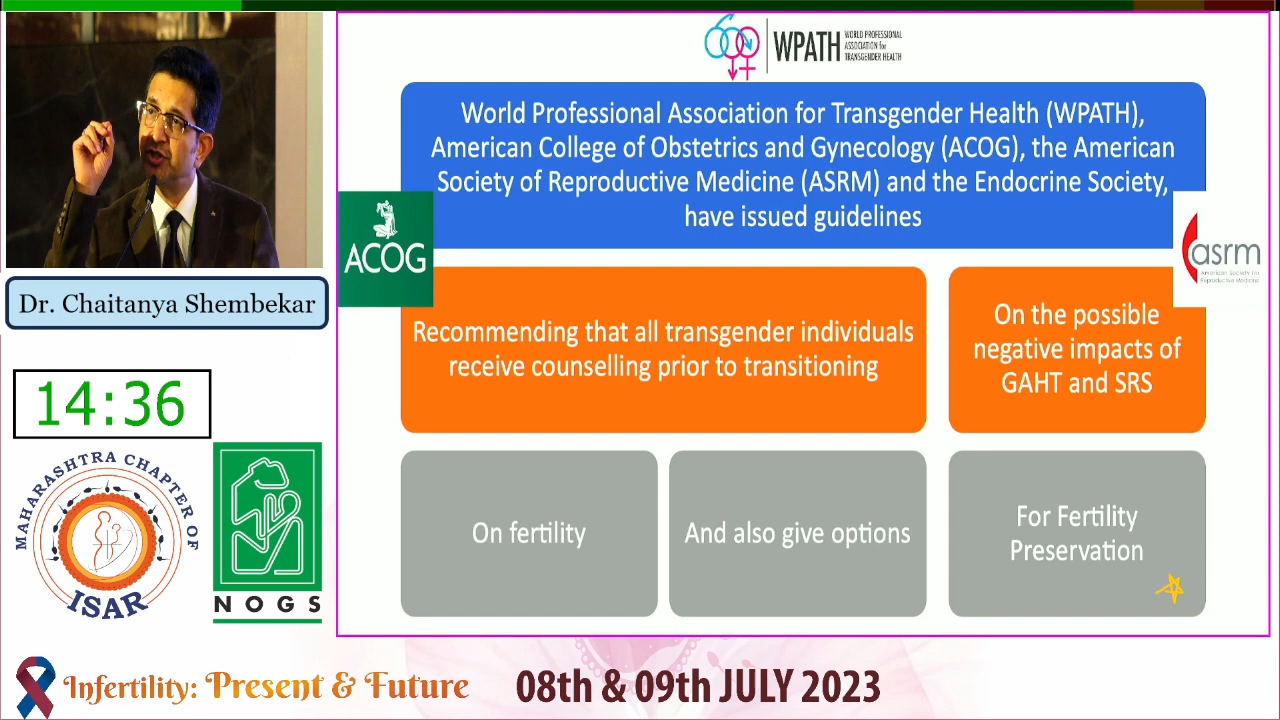 WPATH
WORLD PROFESSIONAL
ASSOCIATION for
TRANSGENDER HEALTH
World Professional Association for Transgender Health (WPATH),
American College of Obstetrics and Gynecology (ACOG), the American
Society of Reproductive Medicine (ASRM) and the Endocrine Society,
have issued guidelines
ACOG
asrm
American Society for
Reproductive Medicine
Recommending that all transgender individuals
receive counselling prior to transitioning
On the possible
negative impacts of
GAHT and SRS
On fertility
And also give options
For Fertility
Preservation
Dr. Chaitanya Shembekar
14:36
MAHARASHTRA CHAPTER OF
ISAR
NOGS
Infertility: Present & Future
08th & 09th JULY 2023